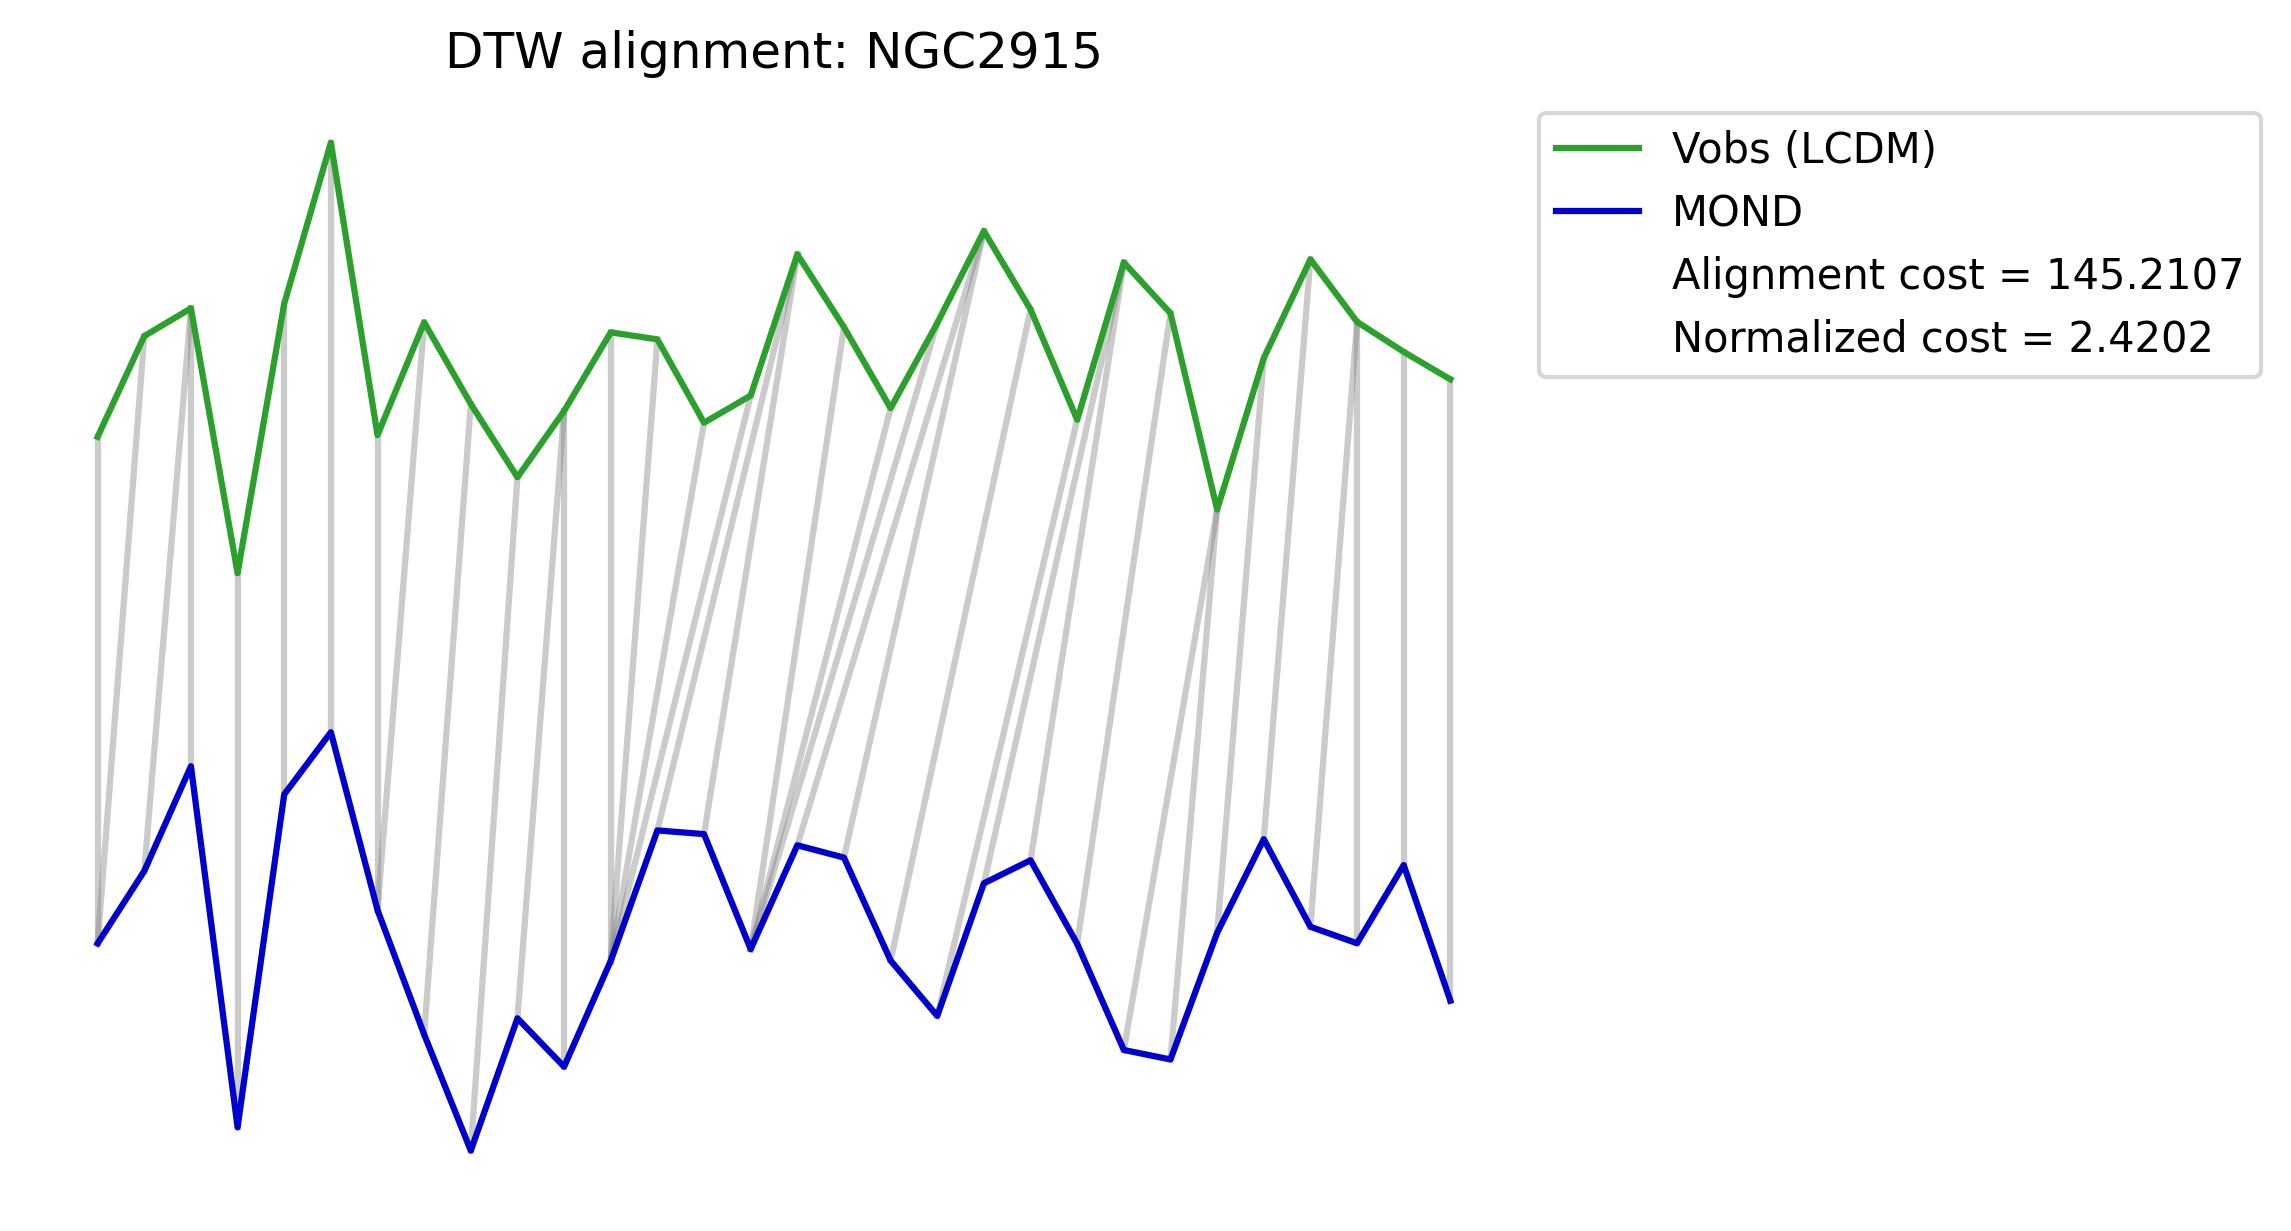 DTW alignment: NGC2915
Vobs (LCDM)
MOND
Alignment cost = 145.2107
Normalized cost = 2.4202